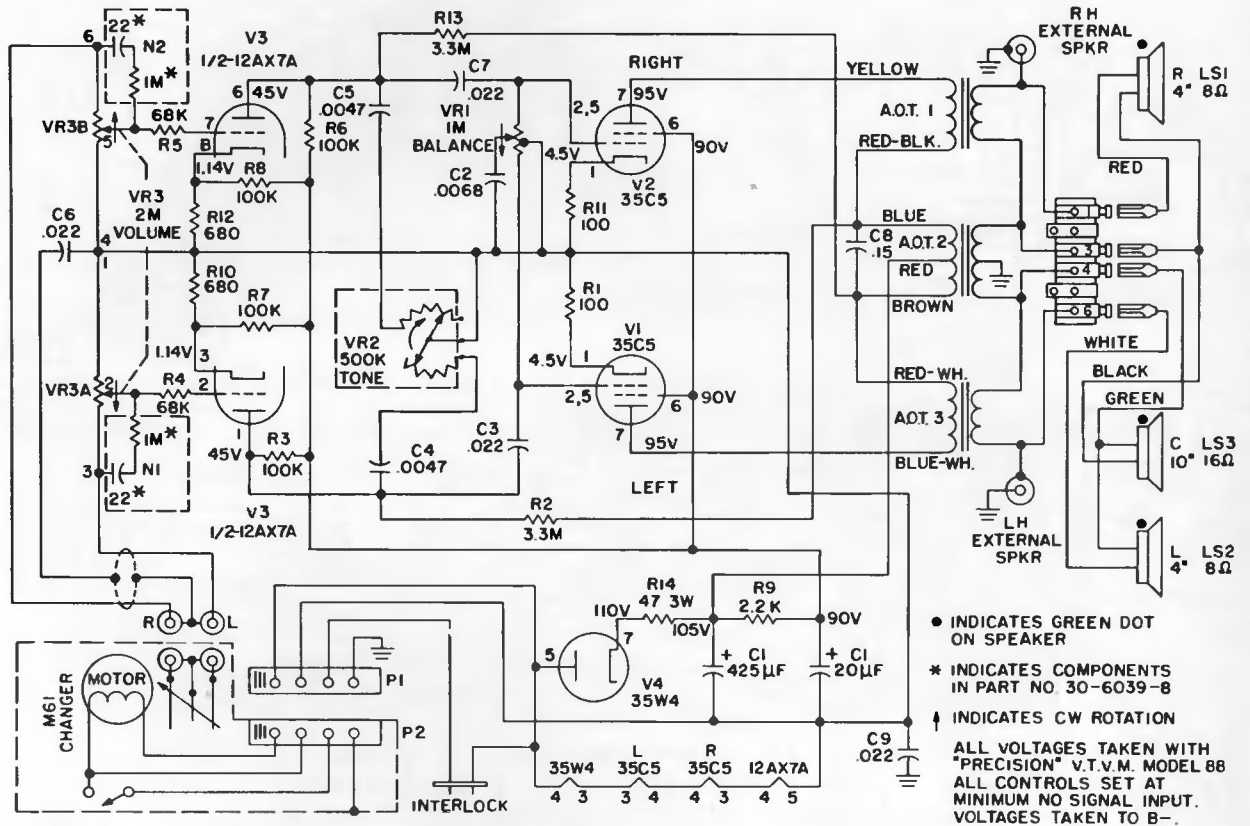 6
22*
N2
1M*
V3
1/2-12AX7A
R13
3.3M
6
45V
7
8
1.14V
68K
R5
VR3B
5
R8
100K
R6
100K
R12
680
C5
.0047
C7
.022
VR1
1M
BALANCE
C2
.0068
RIGHT
7
95V
2,5
4.5V
1
6
90V
V2
35C5
R11
100
YELLOW
A.O.T. 1
RED-BLK.
RH
EXTERNAL
SPKR
R LS1
4" 8Ω
RED
VR3
2M
VOLUME
C6
.022
4
1
R10
680
R7
100K
BLUE
C8
.15
A.O.T. 2
RED
BROWN
3
4
6
R1
100
VR2
500K
TONE
V1
35C5
4.5V
1
2,5
6
90V
7
95V
1.14V
3
VR3A
2
R4
68K
2
1
45V
R3
100K
1M*
N1
3
22*
V3
1/2-12AX7A
C4
.0047
C3
.022
LEFT
R2
3.3M
RED-WH.
A.O.T. 3
BLUE-WH.
WHITE
BLACK
GREEN
C LS3
10" 16Ω
LH
EXTERNAL
SPKR
L LS2
4" 8Ω
R
L
M61
CHANGER
MOTOR
P1
P2
INTERLOCK
110V
7
5
V4
35W4
R14
47 3W
105V
R9
2.2K
90V
+ C1
425µF
+ C1
20µF
C9
.022
35W4
4 3
L
35C5
3 4
R
35C5
3 4
12AX7A
4 5
● INDICATES GREEN DOT
ON SPEAKER
* INDICATES COMPONENTS
IN PART NO. 30-6039-8
↑ INDICATES CW ROTATION
ALL VOLTAGES TAKEN WITH
"PRECISION" V.T.V.M. MODEL 88
ALL CONTROLS SET AT
MINIMUM NO SIGNAL INPUT.
VOLTAGES TAKEN TO B-.